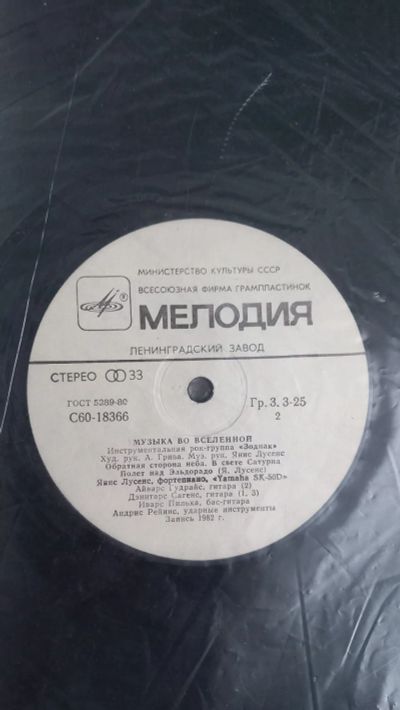 МИНИСТЕРСТВО КУЛЬТУРЫ СССР
ВСЕСОЮЗНАЯ ФИРМА ГРАМПЛАСТИНОК
МЕЛОДИЯ
ЛЕНИНГРАДСКИЙ ЗАВОД
СТЕРЕО 33
ГОСТ 5289-80 Гр. 3. 3-25
С60-18366 2
МУЗЫКА ВО ВСЕЛЕННОЙ
Инструментальная рок-группа «Зодиак»
Худ. рук. А. Грива. Муз. рук. Янис Лусенс
Обратная сторона неба. В свете Сатурна
Полет над Эльдорадо (Я. Лусенс)
Янис Лусенс, фортепиано, «Yamaha SK-50D»
Айварс Гудрайс, гитара (2)
Дзинтарс Сагенс, гитара (1, 3)
Иварс Пилька, бас-гитара
Андрис Рейнис, ударные инструменты
Запись 1982 г.